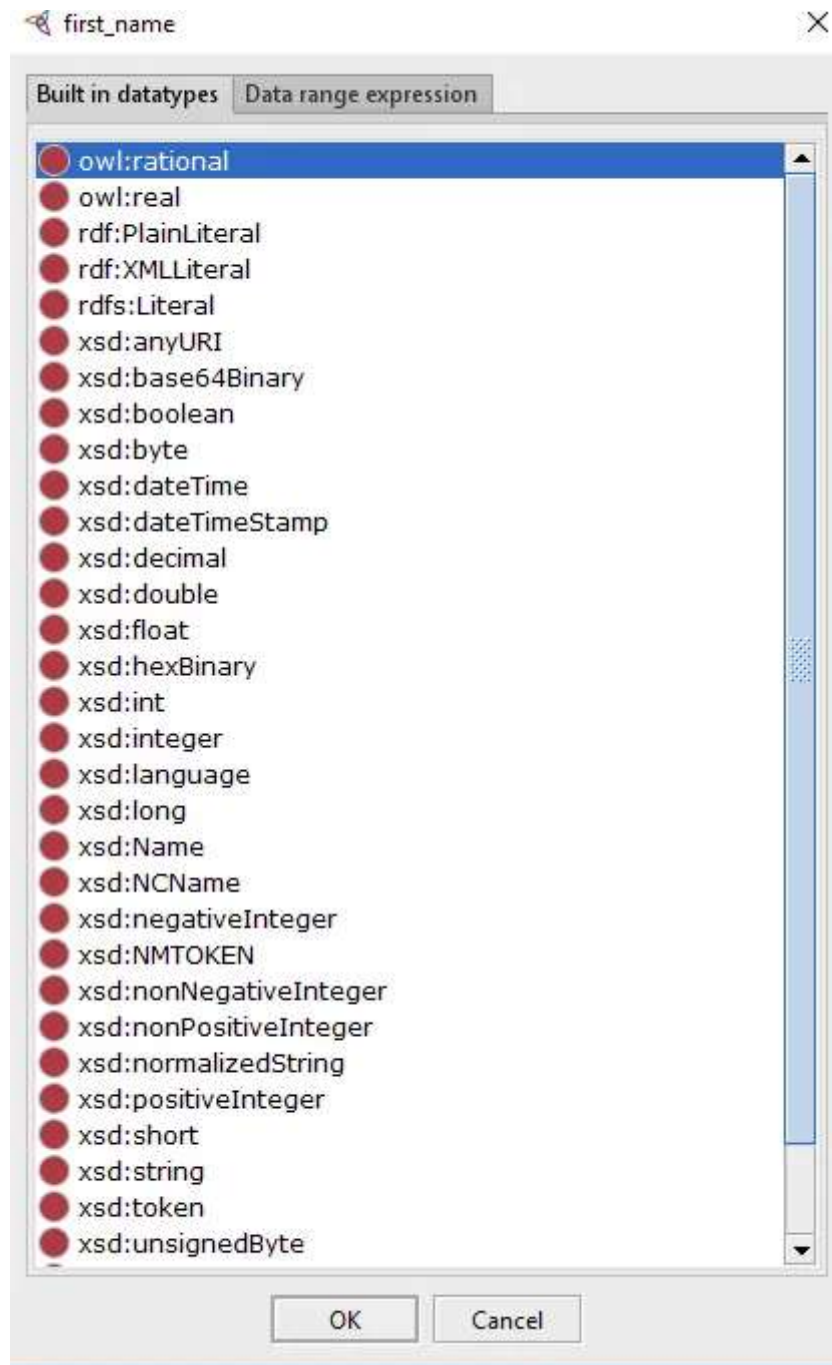 first_name
Built in datatypes Data range expression
owl:rational
owl:real
rdf:PlainLiteral
rdf:XMLLiteral
rdfs:Literal
xsd:anyURI
xsd:base64Binary
xsd:boolean
xsd:byte
xsd:dateTime
xsd:dateTimeStamp
xsd:decimal
xsd:double
xsd:float
xsd:hexBinary
xsd:int
xsd:integer
xsd:language
xsd:long
xsd:Name
xsd:NCName
xsd:negativeInteger
xsd:NMTOKEN
xsd:nonNegativeInteger
xsd:nonPositiveInteger
xsd:normalizedString
xsd:positiveInteger
xsd:short
xsd:string
xsd:token
xsd:unsignedByte
OK Cancel